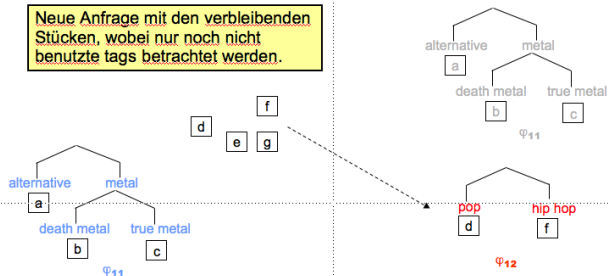 Neue Anfrage mit den verbleibenden
Stücken, wobei nur noch nicht
benutzte tags betrachtet werden.
alternative metal
a
death metal true metal
b c
φ11
f
d
e g
alternative metal
a
death metal true metal
b c
φ11
pop hip hop
d f
φ12